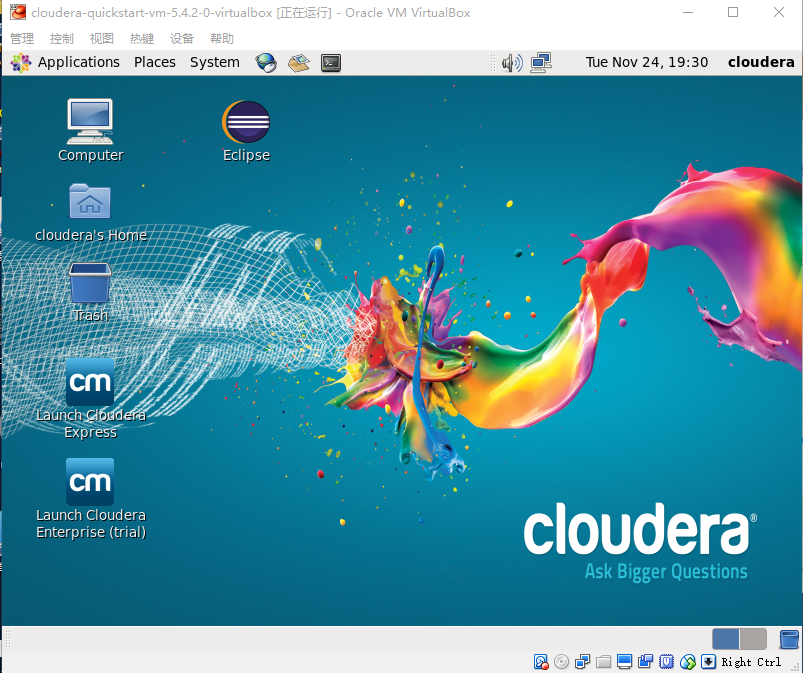 cloudera-quickstart-vm-5.4.2-0-virtualbox [正在运行] - Oracle VM VirtualBox
管理 控制 视图 热键 设备 帮助
Applications Places System Tue Nov 24, 19:30 cloudera
Computer
Eclipse
cloudera's Home
Trash
cm
Launch Cloudera
Express
cm
Launch Cloudera
Enterprise (trial)
cloudera®
Ask Bigger Questions
Right Ctrl